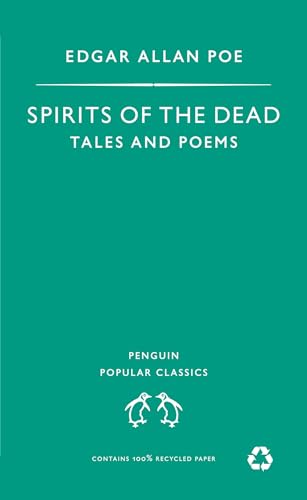 EDGAR ALLAN POE
SPIRITS OF THE DEAD
TALES AND POEMS
PENGUIN
POPULAR CLASSICS
CONTAINS 100% RECYCLED PAPER